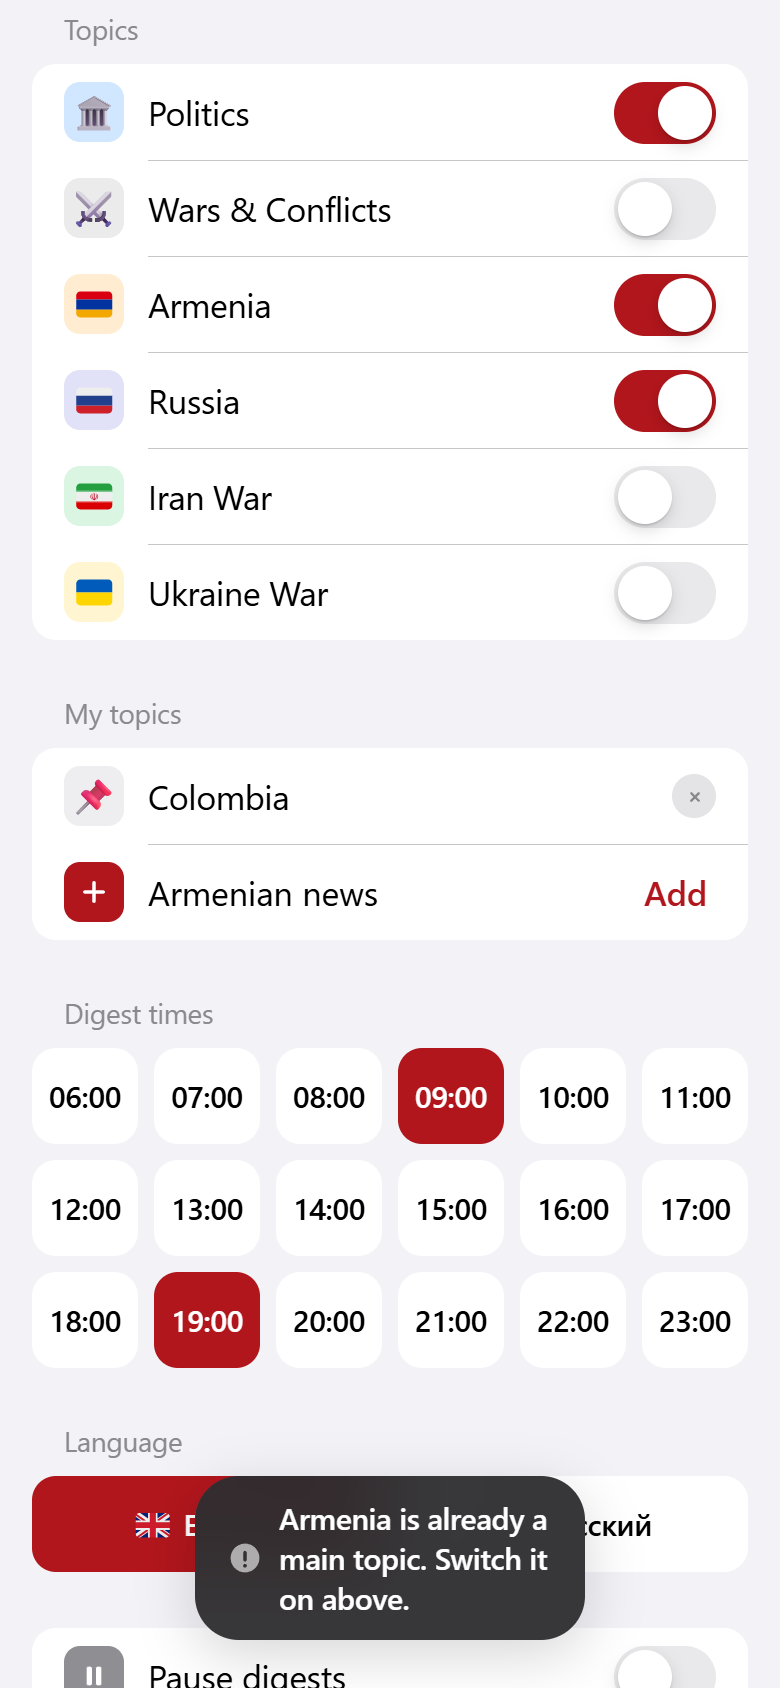 Topics
Politics
Wars & Conflicts
Armenia
Russia
Iran War
Ukraine War
My topics
Colombia
Armenian news Add
Digest times
06:00 07:00 08:00 09:00 10:00 11:00
12:00 13:00 14:00 15:00 16:00 17:00
18:00 19:00 20:00 21:00 22:00 23:00
Language
Armenia is already a
main topic. Switch it
on above.
Pause digests